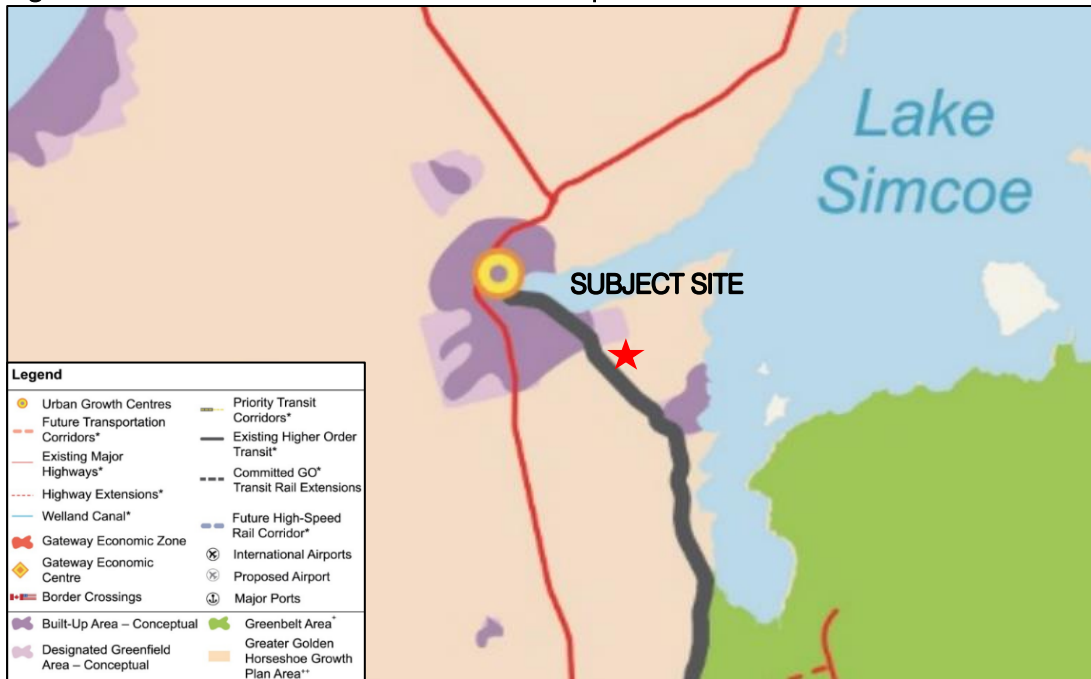 Lake
Simcoe
SUBJECT SITE
Legend
Urban Growth Centres
Future Transportation
Corridors*
Existing Major
Highways*
Highway Extensions*
Welland Canal*
Gateway Economic Zone
Gateway Economic
Centre
Border Crossings
Priority Transit
Corridors*
Existing Higher Order
Transit*
Committed GO*
Transit Rail Extensions
Future High-Speed
Rail Corridor*
International Airports
Proposed Airport
Major Ports
Built-Up Area – Conceptual
Designated Greenfield
Area – Conceptual
Greenbelt Area+
Greater Golden
Horseshoe Growth
Plan Area++